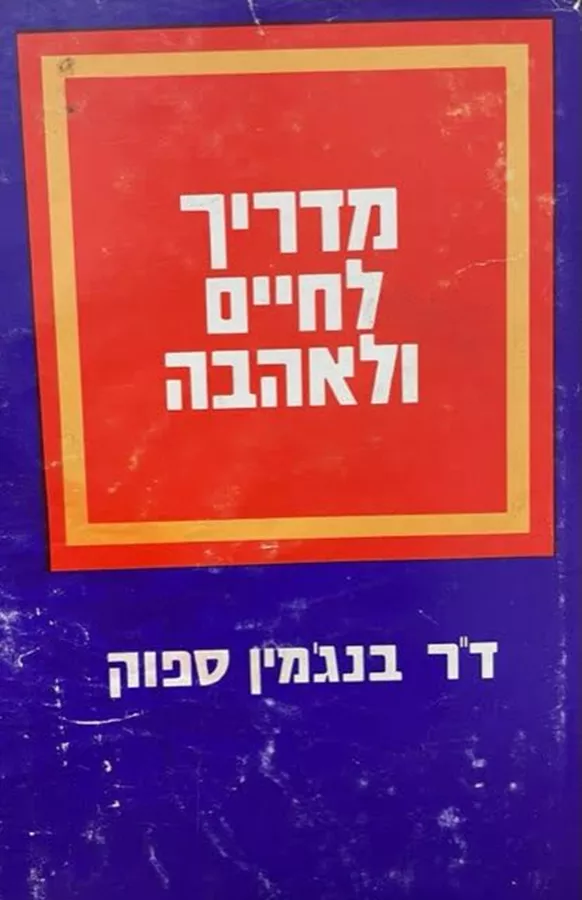 מדריך
לחיים
ולאהבה
ד"ר בנג'מין ספוק